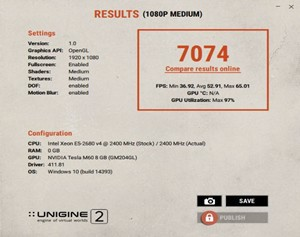 RESULTS (1080P MEDIUM)
Settings
Version: 1.0
Graphics API: OpenGL
Resolution: 1920 x 1080
Fullscreen: enabled
Shaders: Medium
Textures: Medium
DOF: enabled
Motion Blur: enabled
7074
Compare results online
FPS: Min 36.92, Avg 52.91, Max 65.01
GPU °C: N/A
GPU Utilization: Max 97%
Configuration
CPU: Intel Xeon E5-2680 v4 @ 2400 MHz (Stock) / 2400 MHz (Actual)
RAM: 0 GB
GPU: NVIDIA Tesla M60 8 GB (GM204GL)
Driver: 411.81
OS: Windows 10 (build 14393)
SAVE
UNIGINE 2
engine of virtual worlds
PUBLISH